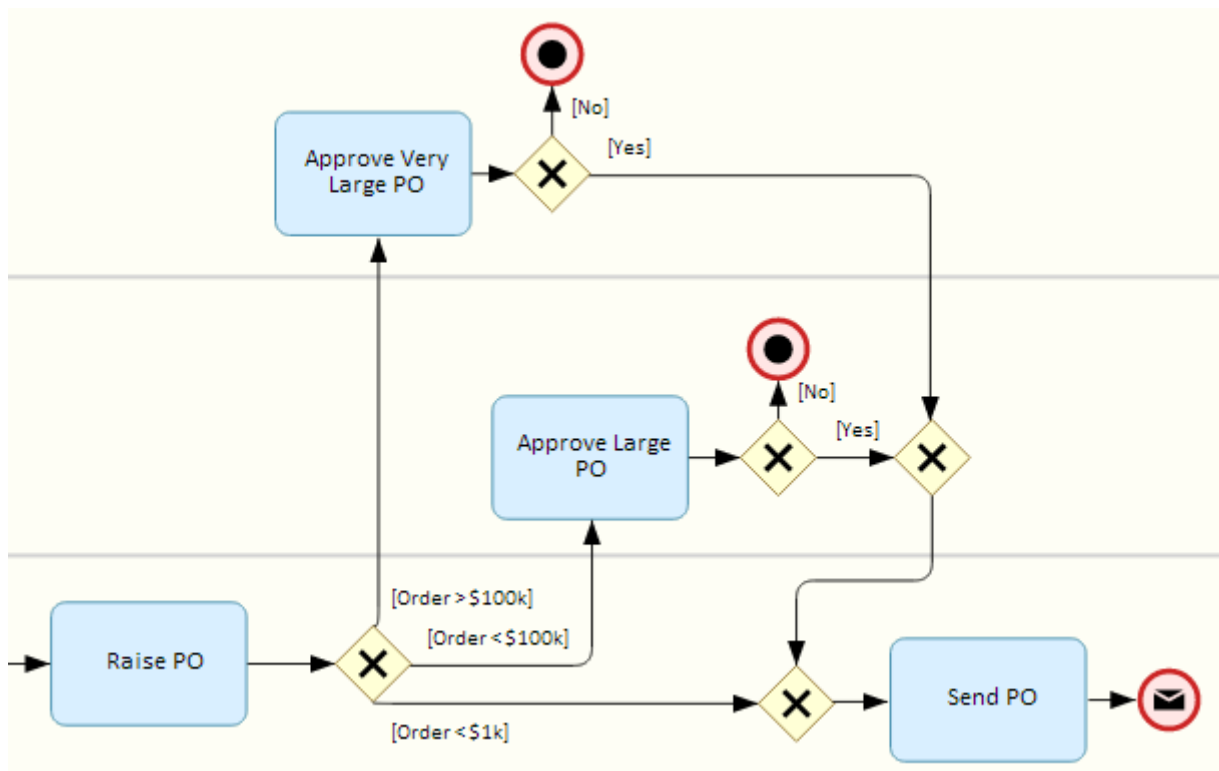 [No]
[Yes]
Approve Very
Large PO
[No]
[Yes]
Approve Large
PO
[Order > $100k]
[Order < $100k]
Raise PO
Send PO
[Order < $1k]